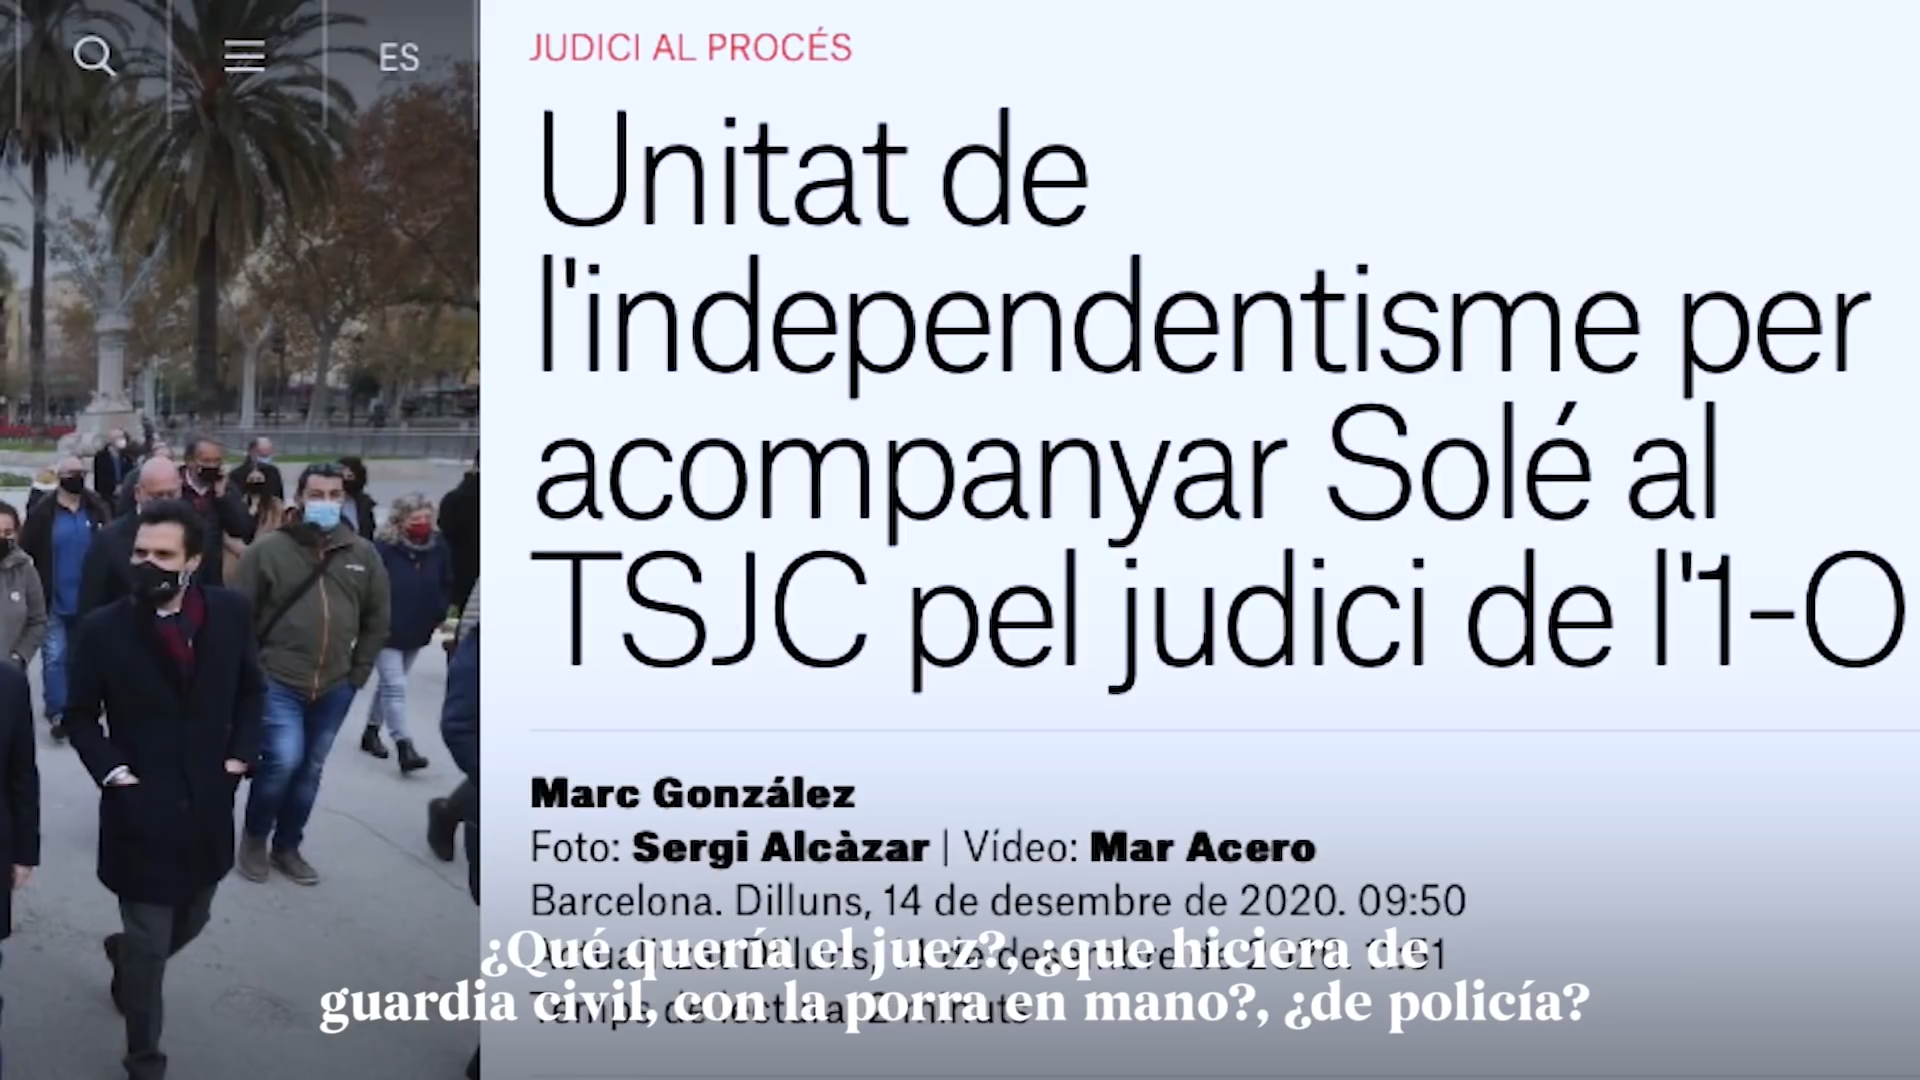 ES
JUDICI AL PROCÉS
Unitat de
l'independentisme per
acompanyar Solé al
TSJC pel judici de l'1-O
Marc González
Foto: Sergi Alcàzar | Vídeo: Mar Acero
Barcelona. Dilluns, 14 de desembre de 2020. 09:50
¿Qué quería el juez?, ¿que hiciera de
guardia civil, con la porra en mano?, ¿de policía?